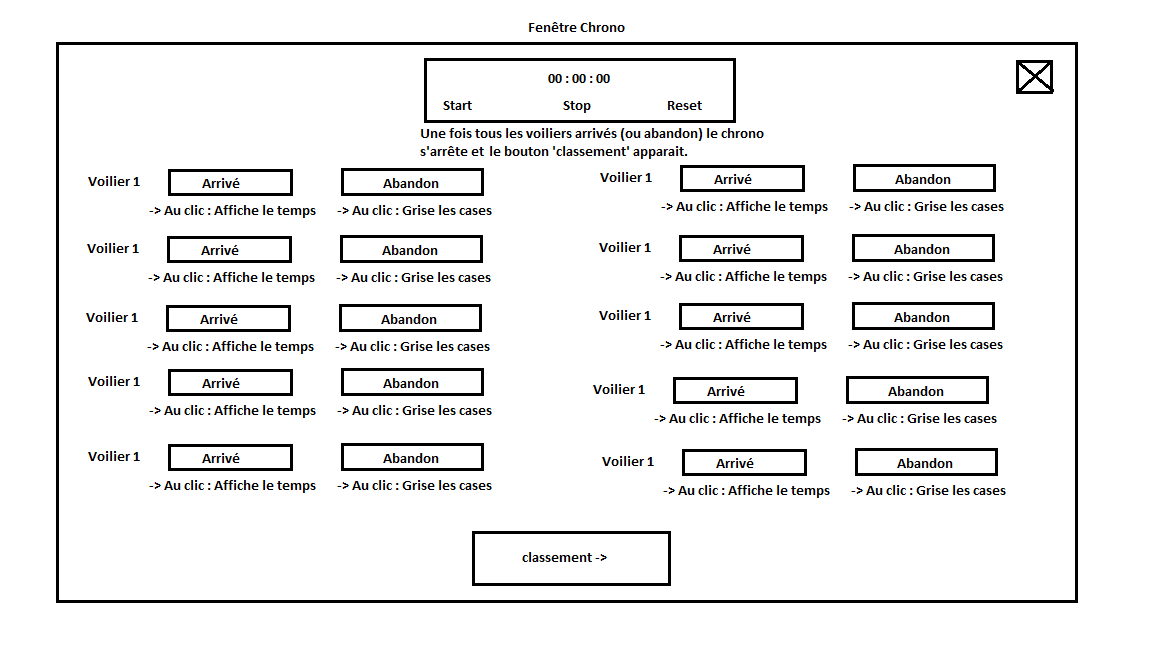 Fenêtre Chrono
00 : 00 : 00
Start Stop Reset
Une fois tous les voiliers arrivés (ou abandon) le chrono
s'arrête et le bouton 'classement' apparait.
Voilier 1 Arrivé Abandon
-> Au clic : Affiche le temps -> Au clic : Grise les cases
Voilier 1 Arrivé Abandon
-> Au clic : Affiche le temps -> Au clic : Grise les cases
Voilier 1 Arrivé Abandon
-> Au clic : Affiche le temps -> Au clic : Grise les cases
Voilier 1 Arrivé Abandon
-> Au clic : Affiche le temps -> Au clic : Grise les cases
Voilier 1 Arrivé Abandon
-> Au clic : Affiche le temps -> Au clic : Grise les cases
Voilier 1 Arrivé Abandon
-> Au clic : Affiche le temps -> Au clic : Grise les cases
Voilier 1 Arrivé Abandon
-> Au clic : Affiche le temps -> Au clic : Grise les cases
Voilier 1 Arrivé Abandon
-> Au clic : Affiche le temps -> Au clic : Grise les cases
Voilier 1 Arrivé Abandon
-> Au clic : Affiche le temps -> Au clic : Grise les cases
Voilier 1 Arrivé Abandon
-> Au clic : Affiche le temps -> Au clic : Grise les cases
classement ->